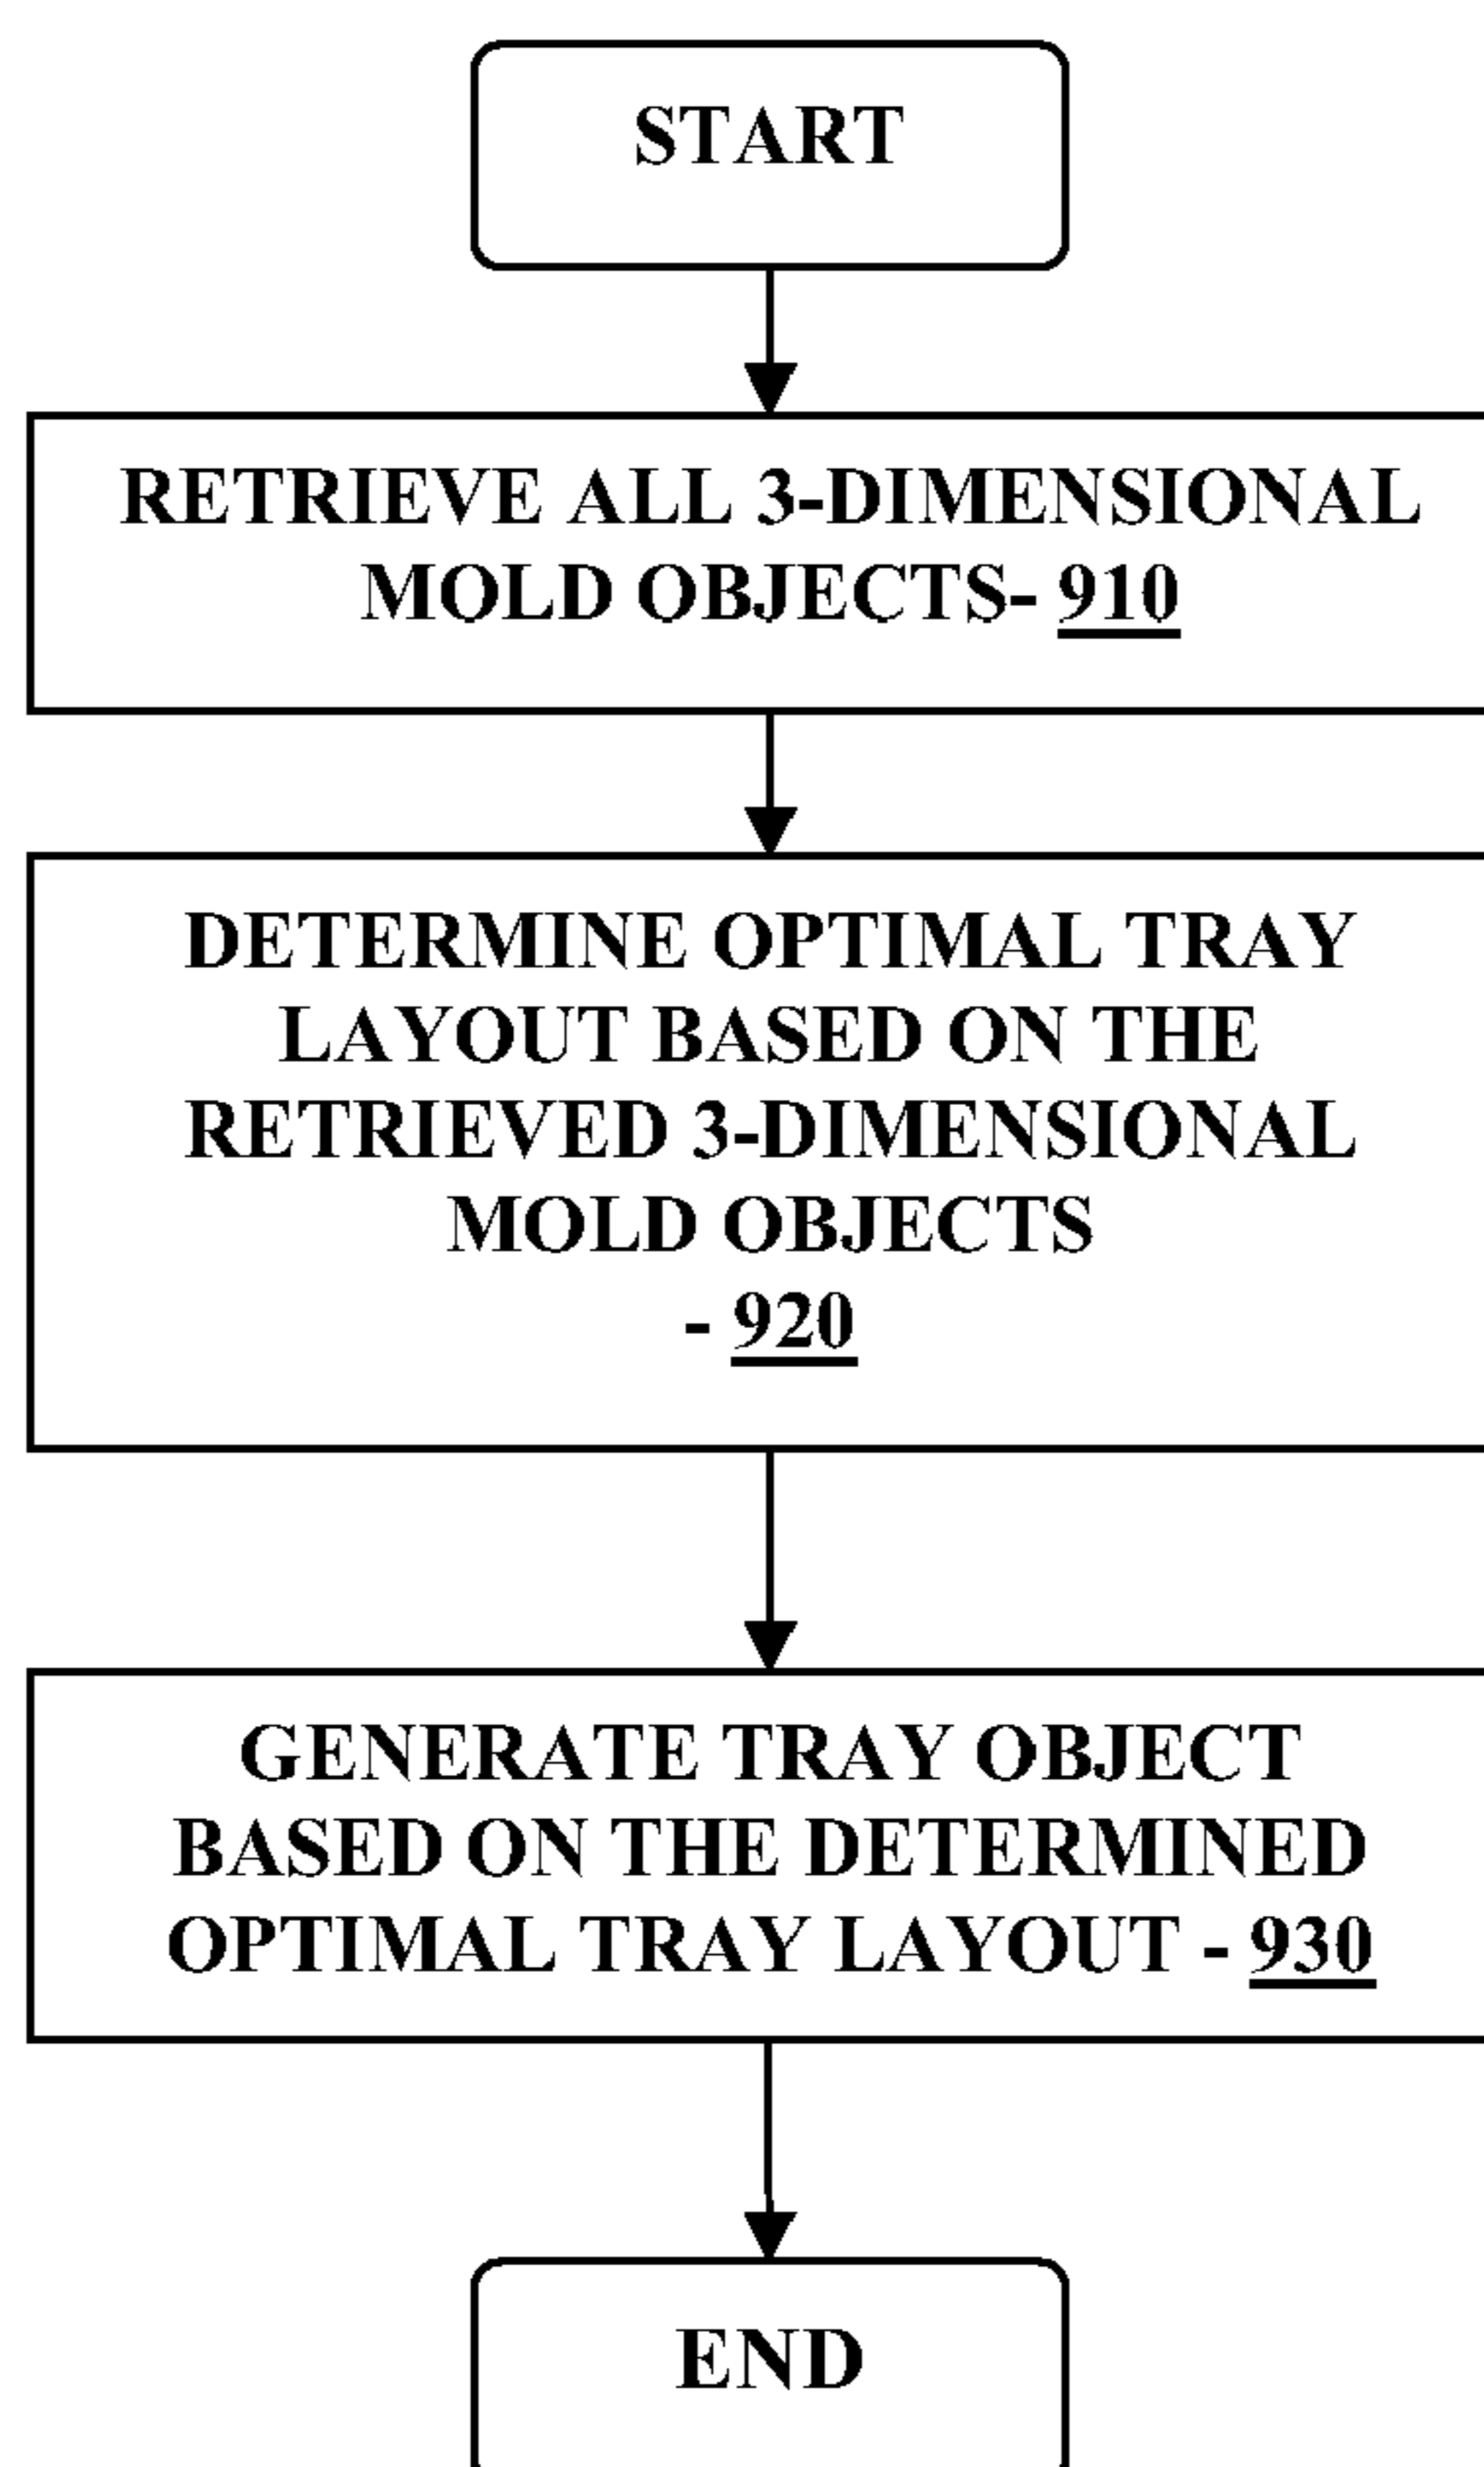 START
RETRIEVE ALL 3-DIMENSIONAL
MOLD OBJECTS- 910
DETERMINE OPTIMAL TRAY
LAYOUT BASED ON THE
RETRIEVED 3-DIMENSIONAL
MOLD OBJECTS
- 920
GENERATE TRAY OBJECT
BASED ON THE DETERMINED
OPTIMAL TRAY LAYOUT - 930
END